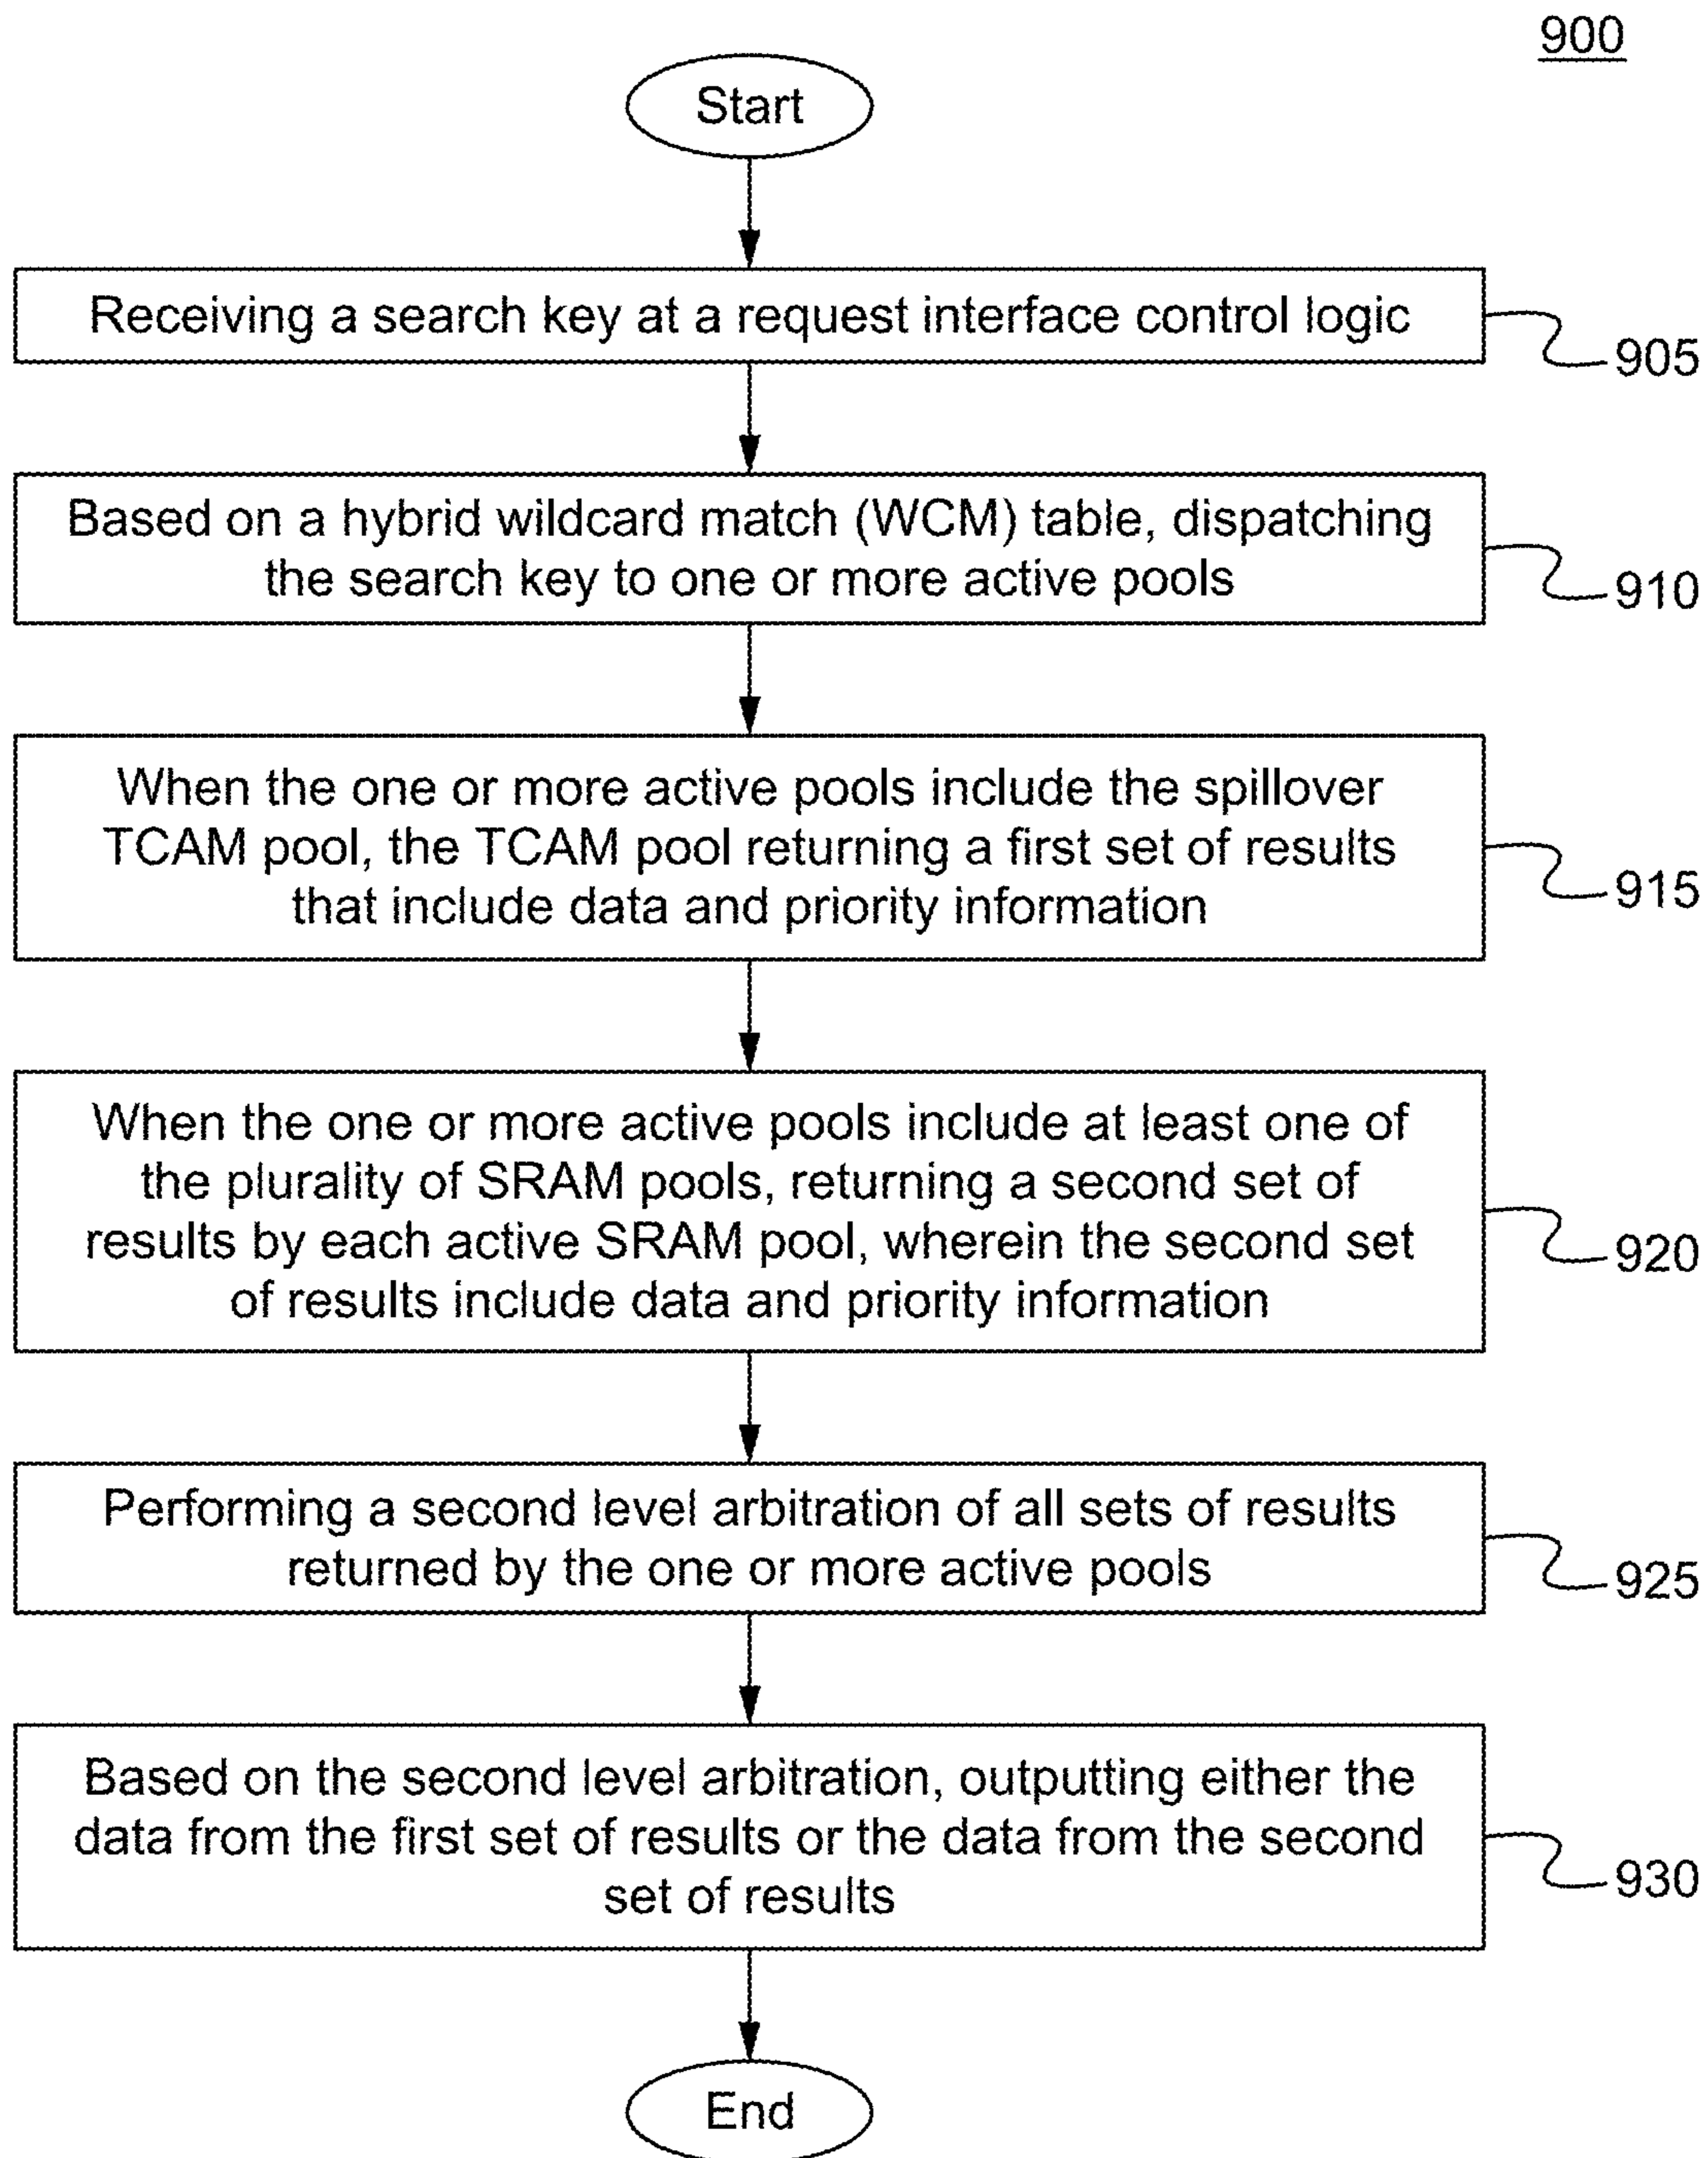 900
Start
Receiving a search key at a request interface control logic
905
Based on a hybrid wildcard match (WCM) table, dispatching
the search key to one or more active pools
910
When the one or more active pools include the spillover
TCAM pool, the TCAM pool returning a first set of results
that include data and priority information
915
When the one or more active pools include at least one of
the plurality of SRAM pools, returning a second set of
results by each active SRAM pool, wherein the second set
of results include data and priority information
920
Performing a second level arbitration of all sets of results
returned by the one or more active pools
925
Based on the second level arbitration, outputting either the
data from the first set of results or the data from the second
set of results
930
End